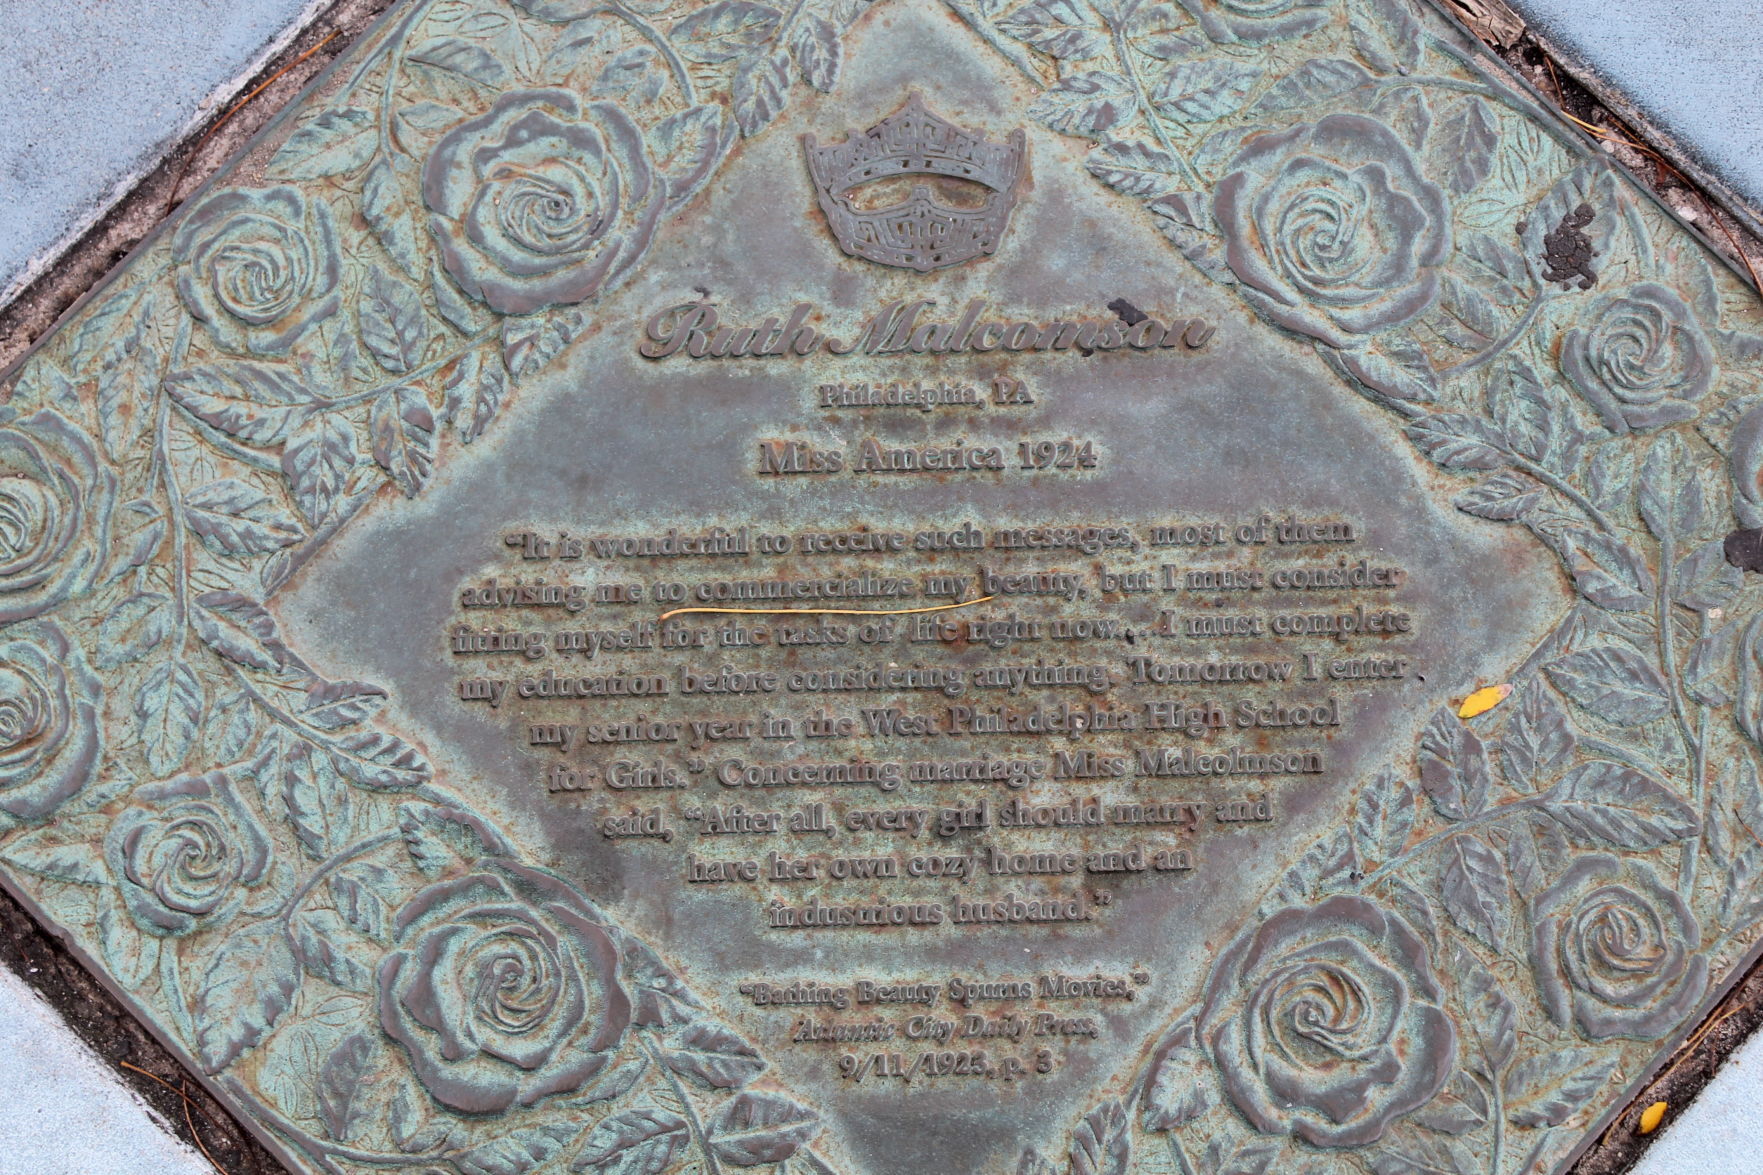 Ruth Malcomson
Philadelphia, PA
Miss America 1924
"It is wonderful to receive such messages, most of them
advising me to commercialize my beauty, but I must consider
fitting myself for the tasks of life right now....I must complete
my education before considering anything. Tomorrow I enter
my senior year in the West Philadelphia High School
for Girls." Concerning marriage Miss Malcolmson
said, "After all, every girl should marry and
have her own cozy home and an
industrious husband."
"Bathing Beauty Spurns Movies,"
Atlantic City Daily Press,
9/11/1925, p. 3